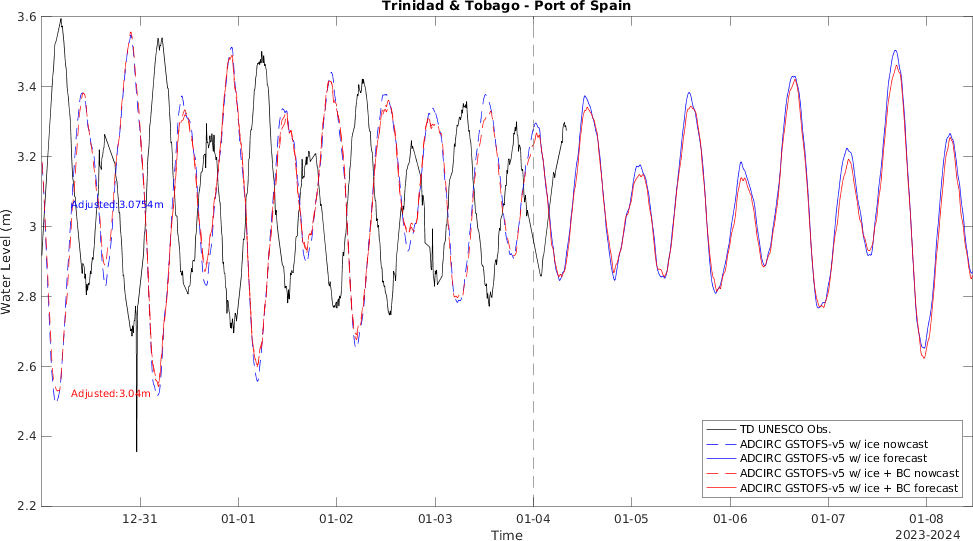 Trinidad & Tobago - Port of Spain
3.6
3.4
3.2
3
2.8
2.6
2.4
2.2
Water Level (m)
Adjusted:3.0754m
Adjusted:3.04m
TD UNESCO Obs.
ADCIRC GSTOFS-v5 w/ ice nowcast
ADCIRC GSTOFS-v5 w/ ice forecast
ADCIRC GSTOFS-v5 w/ ice + BC nowcast
ADCIRC GSTOFS-v5 w/ ice + BC forecast
12-31 01-01 01-02 01-03 01-04 01-05 01-06 01-07 01-08
Time
2023-2024